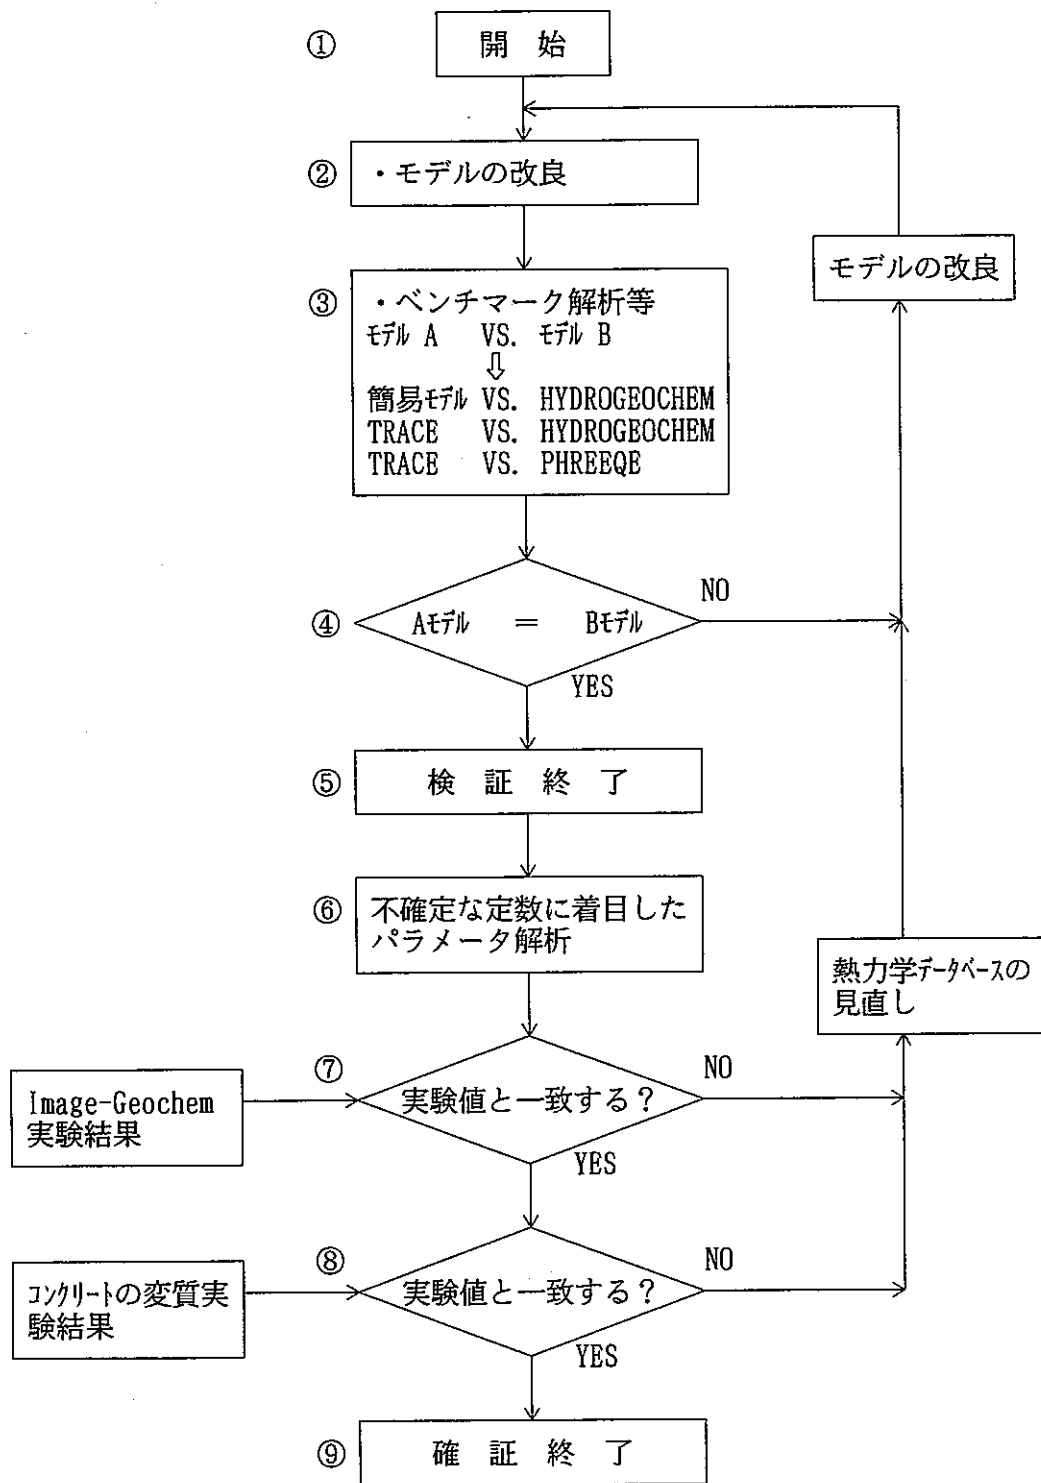 ① 開 始
② ・モデルの改良
モデルの改良
③ ・ベンチマーク解析等
モデル A VS. モデル B
⇩
簡易モデル VS. HYDROGEOCHEM
TRACE VS. HYDROGEOCHEM
TRACE VS. PHREEQE
④ Aモデル = Bモデル
NO
YES
⑤ 検 証 終 了
⑥ 不確定な定数に着目した
パラメータ解析
熱力学データベースの
見直し
⑦ 実験値と一致する？
NO
YES
Image-Geochem
実験結果
⑧ 実験値と一致する？
NO
YES
コンクリートの変質実
験結果
⑨ 確 証 終 了